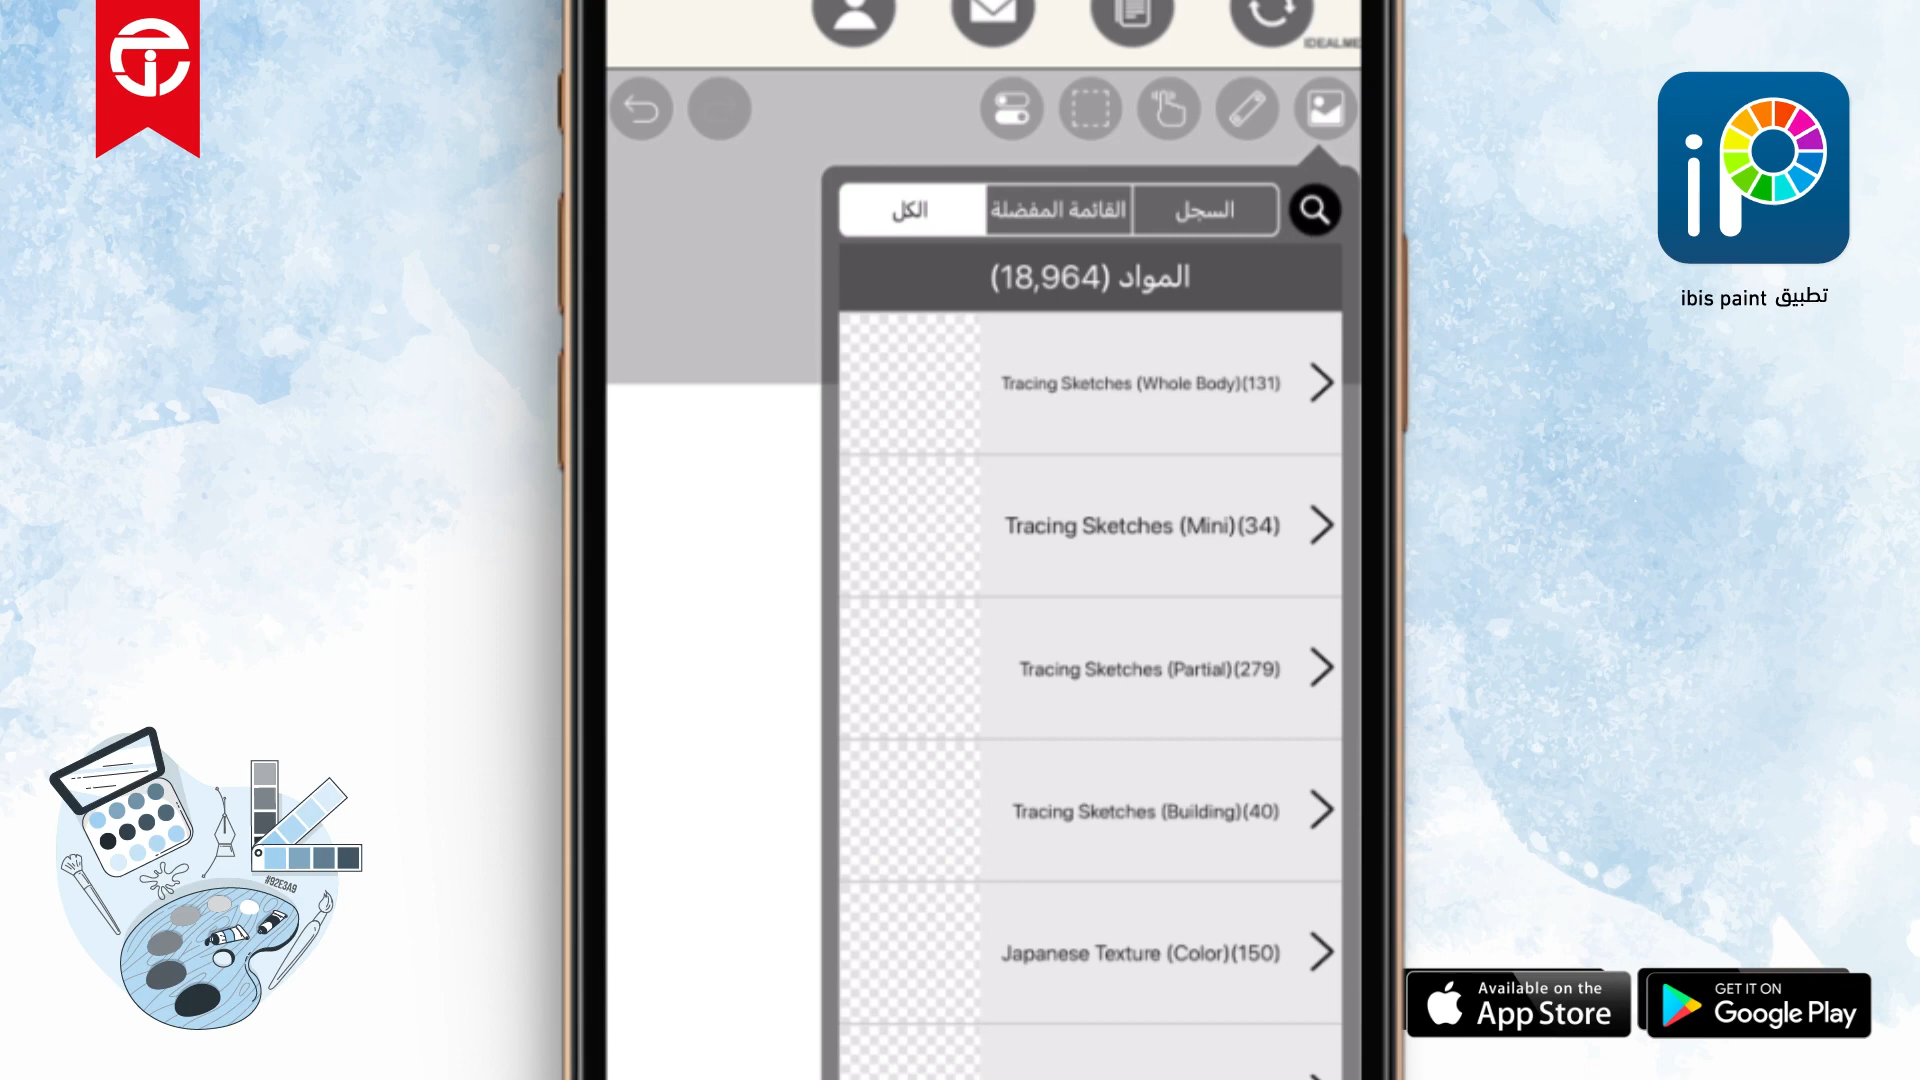 IDEALME
الكل
القائمة المفضلة
السجل
المواد (18,964)
Tracing Sketches (Whole Body)(131)
Tracing Sketches (Mini)(34)
Tracing Sketches (Partial)(279)
Tracing Sketches (Building)(40)
Japanese Texture (Color)(150)
تطبيق ibis paint
#92E3A9
Available on the
App Store
GET IT ON
Google Play